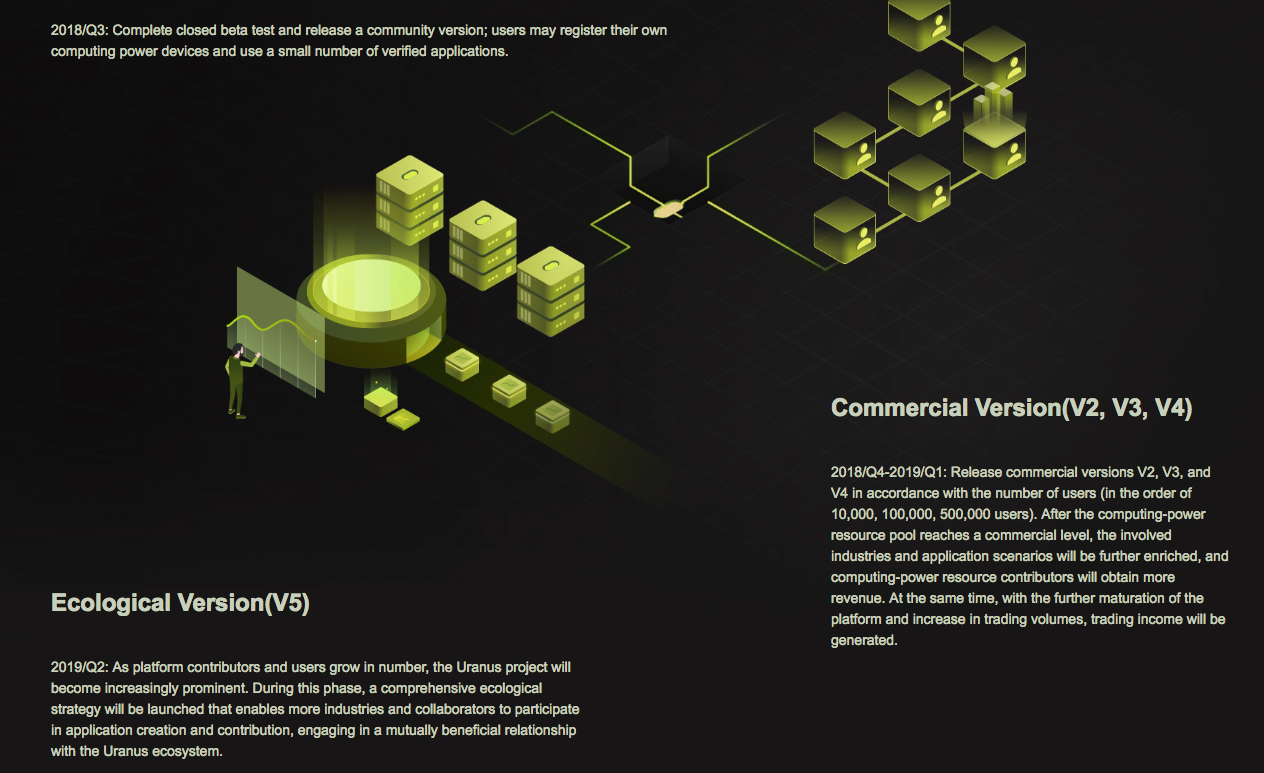 2018/Q3: Complete closed beta test and release a community version; users may register their own
computing power devices and use a small number of verified applications.
Commercial Version(V2, V3, V4)
2018/Q4-2019/Q1: Release commercial versions V2, V3, and
V4 in accordance with the number of users (in the order of
10,000, 100,000, 500,000 users). After the computing-power
resource pool reaches a commercial level, the involved
industries and application scenarios will be further enriched, and
computing-power resource contributors will obtain more
revenue. At the same time, with the further maturation of the
platform and increase in trading volumes, trading income will be
generated.
Ecological Version(V5)
2019/Q2: As platform contributors and users grow in number, the Uranus project will
become increasingly prominent. During this phase, a comprehensive ecological
strategy will be launched that enables more industries and collaborators to participate
in application creation and contribution, engaging in a mutually beneficial relationship
with the Uranus ecosystem.